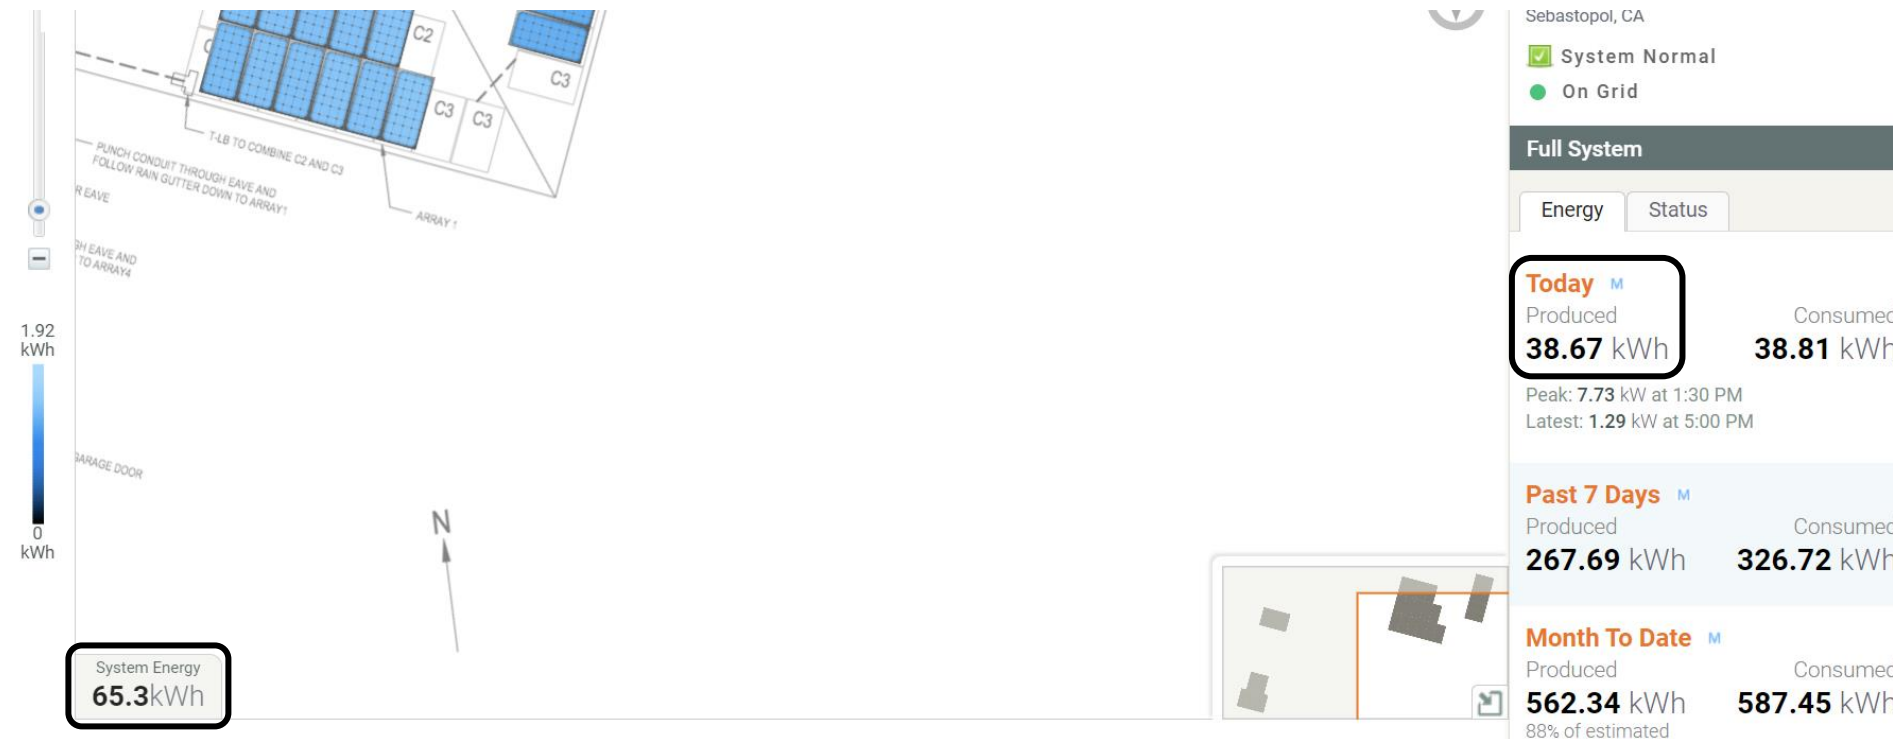 Sebastopol, CA
System Normal
On Grid
Full System
Energy Status
Today M
Produced Consumed
38.67 kWh 38.81 kWh
Peak: 7.73 kW at 1:30 PM
Latest: 1.29 kW at 5:00 PM
Past 7 Days M
Produced Consumed
267.69 kWh 326.72 kWh
Month To Date M
Produced Consumed
562.34 kWh 587.45 kWh
88% of estimated
C2
C3
C3
C3
T-LB TO COMBINE C2 AND C3
PUNCH CONDUIT THROUGH EAVE AND
FOLLOW RAIN GUTTER DOWN TO ARRAY1
R EAVE
ARRAY 1
GH EAVE AND
TO ARRAY4
1.92
kWh
0
kWh
GARAGE DOOR
N
System Energy
65.3kWh